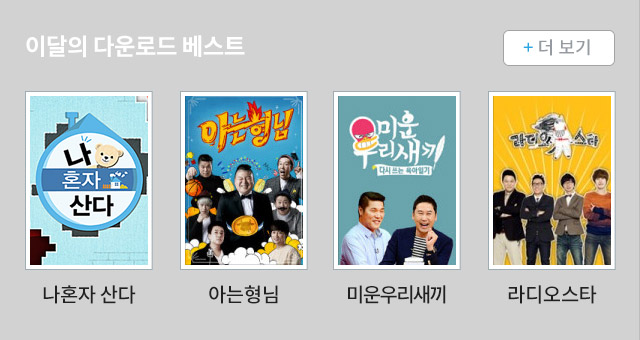 이달의 다운로드 베스트
+ 더 보기
나
혼자
산다
아는형님
미운
우리새끼
다시 쓰는 육아일기
라디오스타
나혼자 산다
아는형님
미운우리새끼
라디오스타